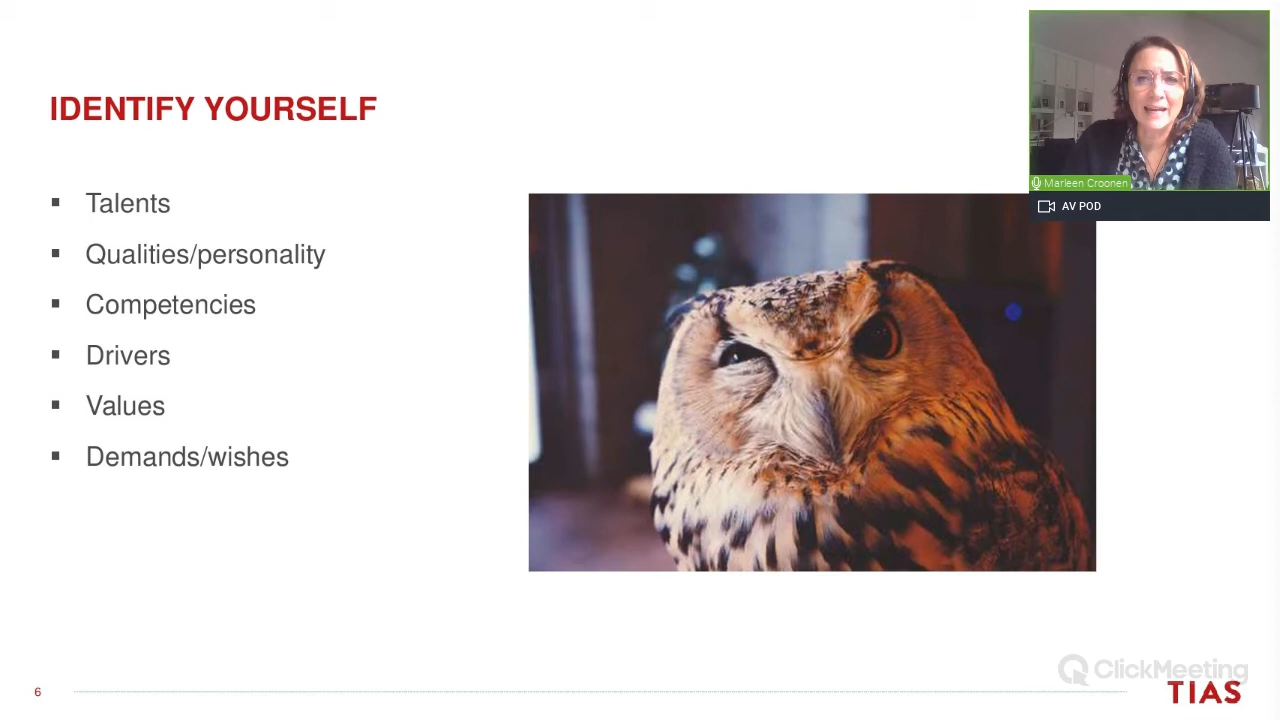 IDENTIFY YOURSELF
Talents
Qualities/personality
Competencies
Drivers
Values
Demands/wishes
Marleen Croonen
AV POD
6
ClickMeeting
TIAS